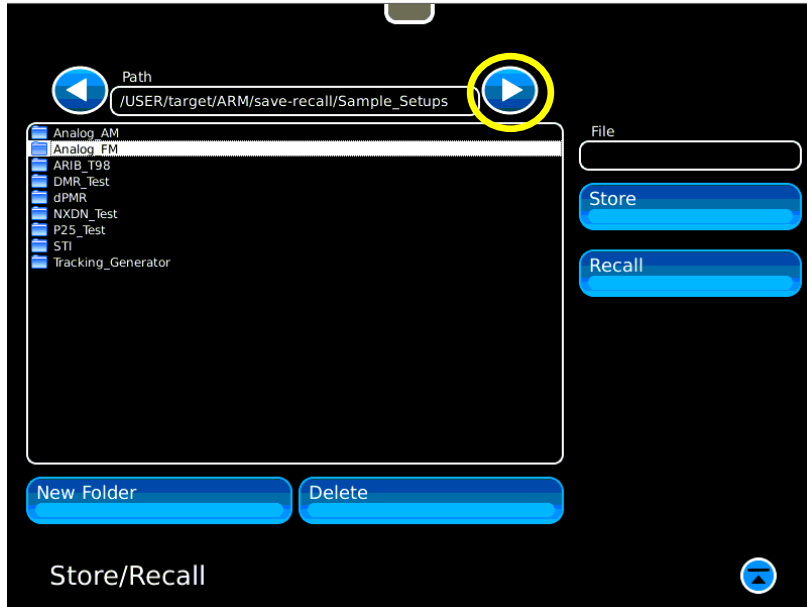 Path
/USER/target/ARM/save-recall/Sample_Setups
File
Analog_AM
Analog_FM
ARIB_T98
DMR_Test
dPMR
NXDN_Test
P25_Test
STI
Tracking_Generator
Store
Recall
New Folder
Delete
Store/Recall